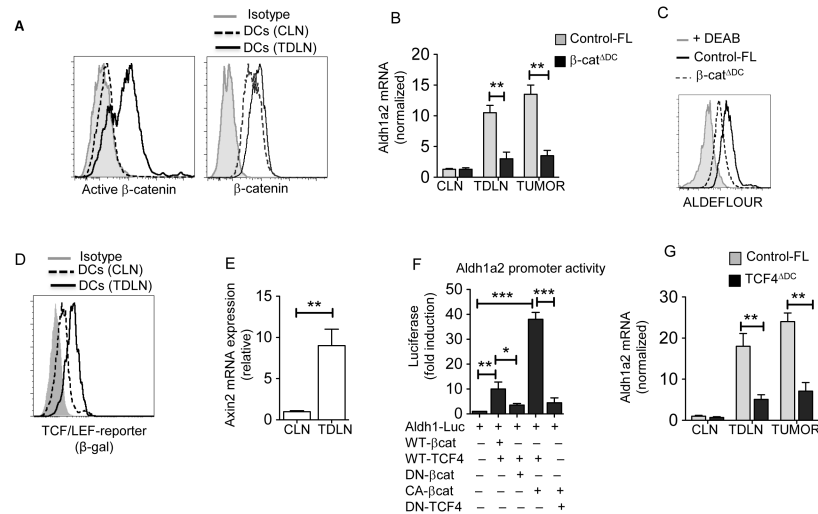 A
Isotype
DCs (CLN)
DCs (TDLN)
Active β-catenin
β-catenin
B
Control-FL
β-cat^ΔDC
Aldh1a2 mRNA
(normalized)
20
15
10
5
0
**
**
CLN TDLN TUMOR
C
+ DEAB
Control-FL
β-cat^ΔDC
ALDEFLOUR
D
Isotype
DCs (CLN)
DCs (TDLN)
TCF/LEF-reporter
(β-gal)
E
Axin2 mRNA expression
(relative)
15
10
5
0
**
CLN TDLN
F
Aldh1a2 promoter activity
Luciferase
(fold induction)
50
40
30
20
10
0
*** ***
** *
Aldh1-Luc + + + + +
WT-βcat – + – – –
WT-TCF4 – + + + –
DN-βcat – – + – –
CA-βcat – – – + +
DN-TCF4 – – – – +
G
Control-FL
TCF4^ΔDC
Aldh1a2 mRNA
(normalized)
30
20
10
0
**
**
CLN TDLN TUMOR